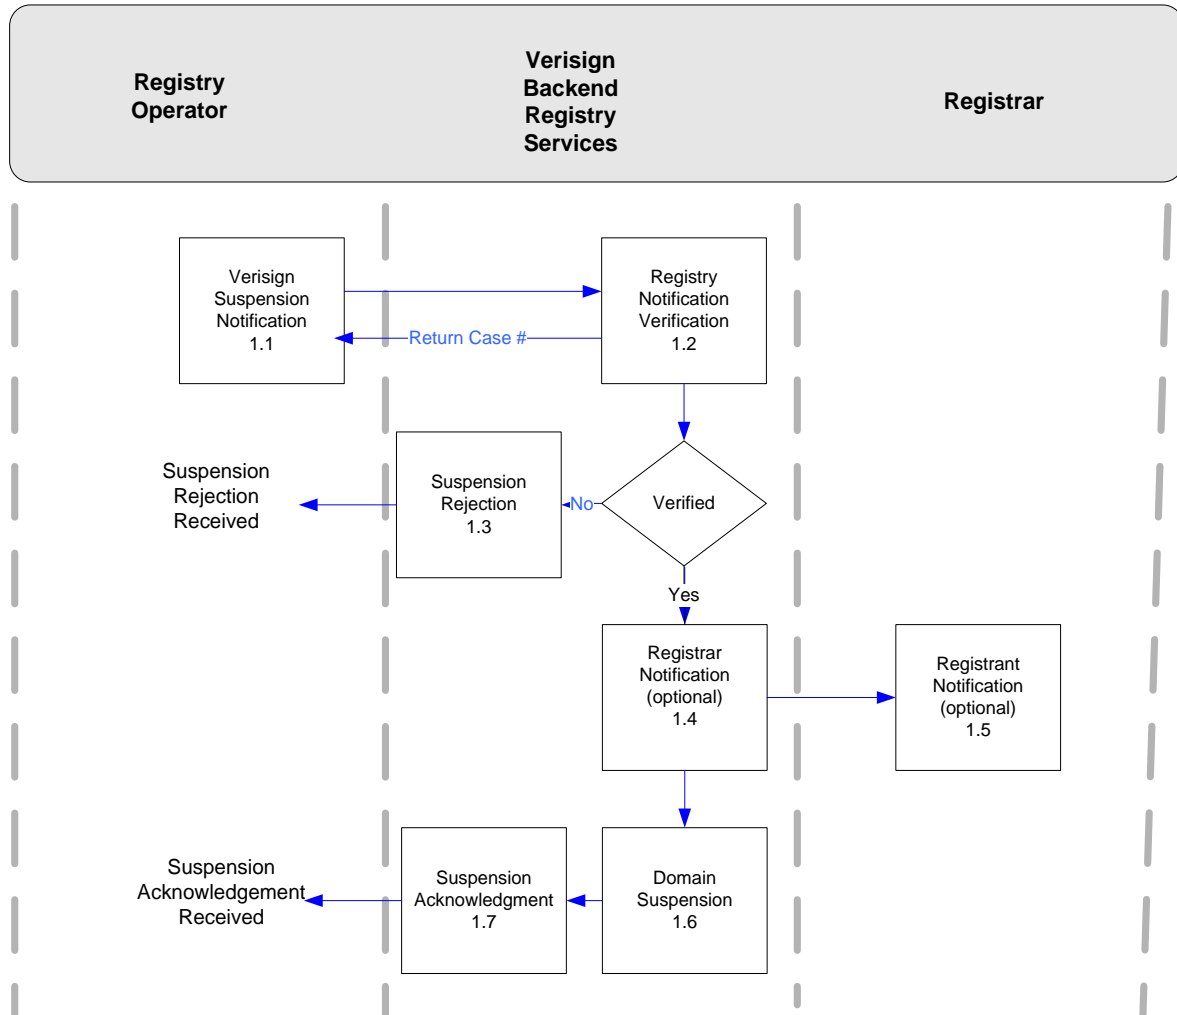 Registry
Operator
Verisign
Backend
Registry
Services
Registrar
Verisign
Suspension
Notification
1.1
Registry
Notification
Verification
1.2
Return Case #
Suspension
Rejection
Received
Suspension
Rejection
1.3
No
Verified
Yes
Registrar
Notification
(optional)
1.4
Registrant
Notification
(optional)
1.5
Suspension
Acknowledgement
Received
Suspension
Acknowledgment
1.7
Domain
Suspension
1.6